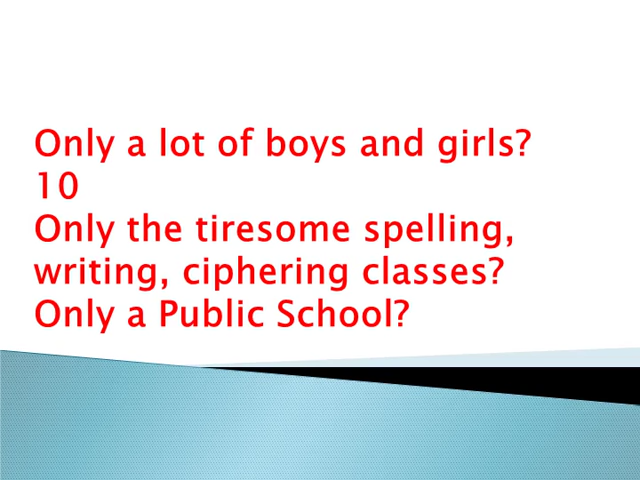 Only a lot of boys and girls?
10
Only the tiresome spelling,
writing, ciphering classes?
Only a Public School?